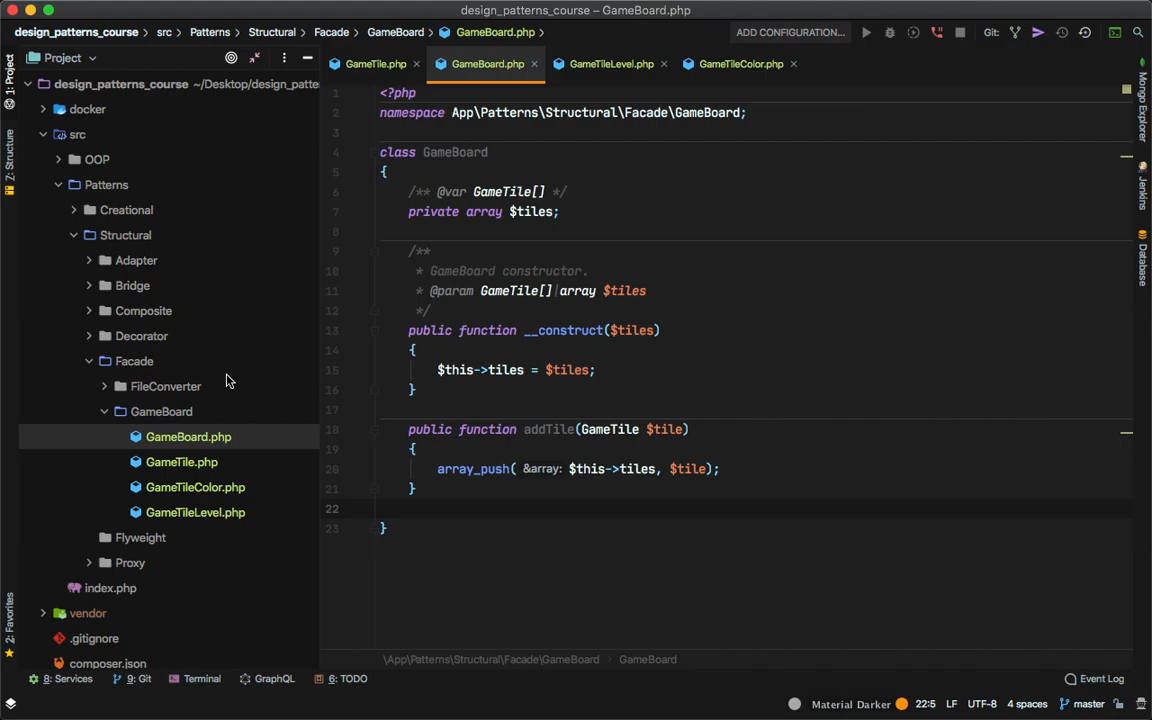 design_patterns_course – GameBoard.php
design_patterns_course › src › Patterns › Structural › Facade › GameBoard › GameBoard.php ›
ADD CONFIGURATION...
Git:
Project
GameTile.php
GameBoard.php
GameTileLevel.php
GameTileColor.php
1: Project
Z: Structure
2: Favorites
design_patterns_course ~/Desktop/design_patte
docker
src
OOP
Patterns
Creational
Structural
Adapter
Bridge
Composite
Decorator
Facade
FileConverter
GameBoard
GameBoard.php
GameTile.php
GameTileColor.php
GameTileLevel.php
Flyweight
Proxy
index.php
vendor
.gitignore
composer.json
1 <?php
2 namespace App\Patterns\Structural\Facade\GameBoard;
3
4 class GameBoard
5 {
6 /** @var GameTile[] */
7 private array $tiles;
8
9 /**
10 * GameBoard constructor.
11 * @param GameTile[]|array $tiles
12 */
13 public function __construct($tiles)
14 {
15 $this->tiles = $tiles;
16 }
17
18 public function addTile(GameTile $tile)
19 {
20 array_push( &array: $this->tiles, $tile);
21 }
22
23 }
\App\Patterns\Structural\Facade\GameBoard › GameBoard
Mongo Explorer
Jenkins
Database
8: Services
9: Git
Terminal
GraphQL
6: TODO
Event Log
Material Darker
22:5
LF
UTF-8
4 spaces
master